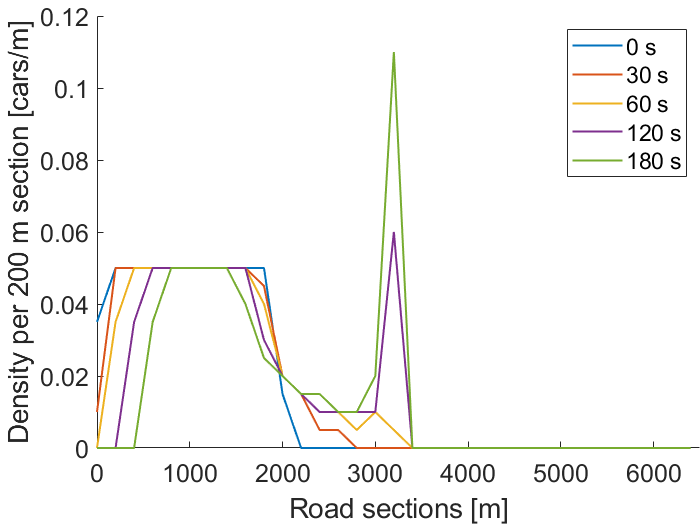 Density per 200 m section [cars/m]
0.12
0.1
0.08
0.06
0.04
0.02
0
0 1000 2000 3000 4000 5000 6000
Road sections [m]
0 s
30 s
60 s
120 s
180 s